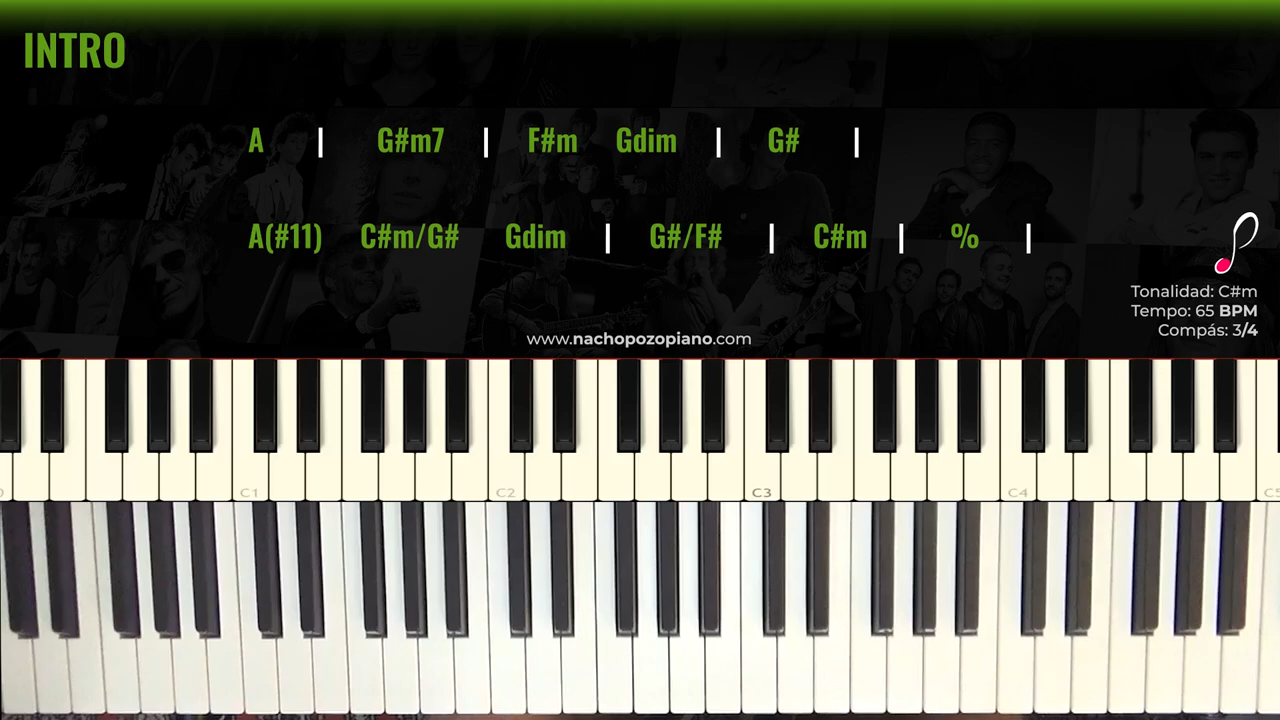 INTRO
A | G#m7 | F#m Gdim | G# |
A(#11) C#m/G# Gdim | G#/F# | C#m | % |
Tonalidad: C#m
Tempo: 65 BPM
Compás: 3/4
www.nachopozopiano.com
C1 C2 C3 C4